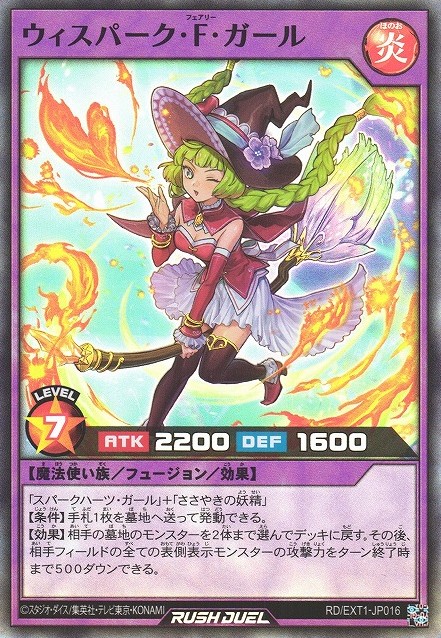 フェアリー
ウィスパーク・F・ガール
ほのお
炎
LEVEL
7
ATK 2200 DEF 1600
【魔法使い族／フュージョン／効果】
「スパークハーツ・ガール」+「ささやきの妖精」
【条件】手札1枚を墓地へ送って発動できる。
【効果】相手の墓地のモンスターを2体まで選んでデッキに戻す。その後、
相手フィールドの全ての表側表示モンスターの攻撃力をターン終了時
まで500ダウンできる。
©スタジオ・ダイス/集英社・テレビ東京・KONAMI
RUSH DUEL
RD/EXT1-JP016